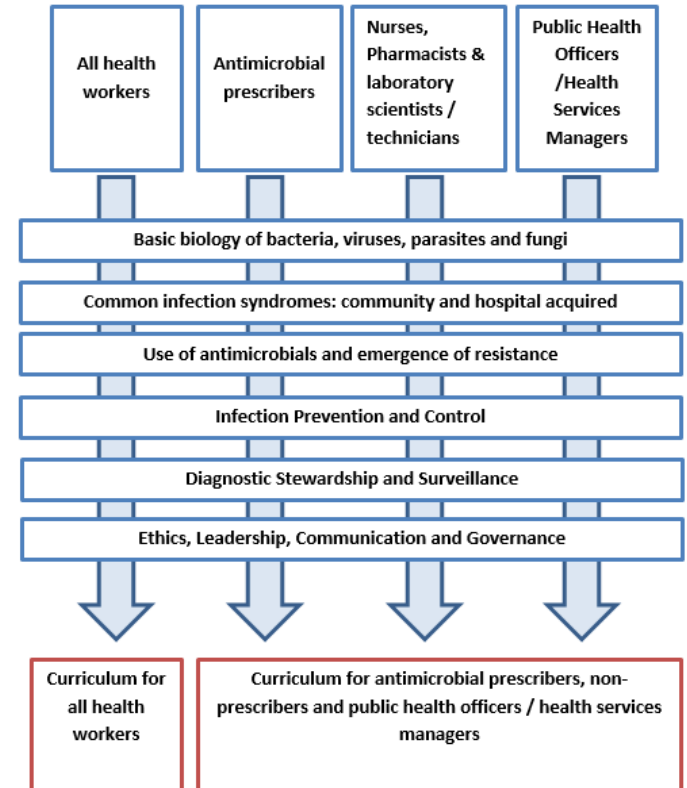 All health
workers
Antimicrobial
prescribers
Nurses,
Pharmacists &
laboratory
scientists /
technicians
Public Health
Officers
/Health
Services
Managers
Basic biology of bacteria, viruses, parasites and fungi
Common infection syndromes: community and hospital acquired
Use of antimicrobials and emergence of resistance
Infection Prevention and Control
Diagnostic Stewardship and Surveillance
Ethics, Leadership, Communication and Governance
Curriculum for
all health
workers
Curriculum for antimicrobial prescribers, non-
prescribers and public health officers / health services
managers